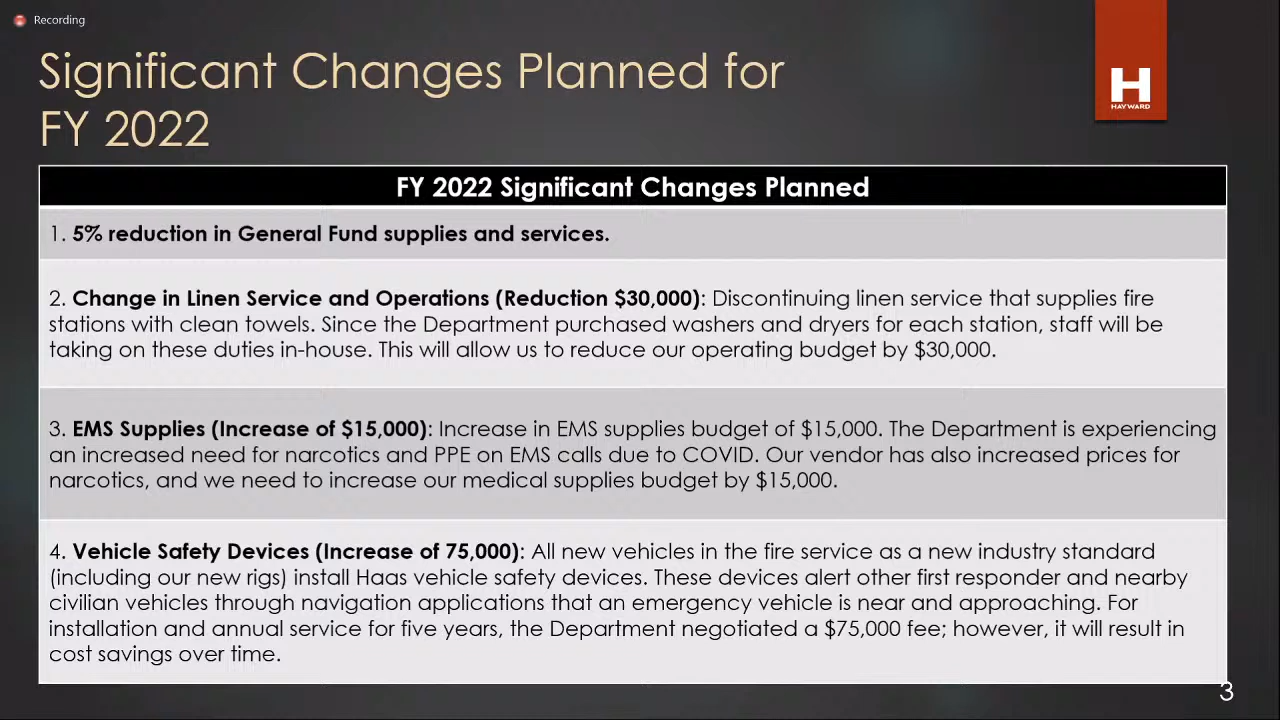 Recording
Significant Changes Planned for
FY 2022
H
HAYWARD
FY 2022 Significant Changes Planned
1. 5% reduction in General Fund supplies and services.
2. Change in Linen Service and Operations (Reduction $30,000): Discontinuing linen service that supplies fire
stations with clean towels. Since the Department purchased washers and dryers for each station, staff will be
taking on these duties in-house. This will allow us to reduce our operating budget by $30,000.
3. EMS Supplies (Increase of $15,000): Increase in EMS supplies budget of $15,000. The Department is experiencing
an increased need for narcotics and PPE on EMS calls due to COVID. Our vendor has also increased prices for
narcotics, and we need to increase our medical supplies budget by $15,000.
4. Vehicle Safety Devices (Increase of 75,000): All new vehicles in the fire service as a new industry standard
(including our new rigs) install Haas vehicle safety devices. These devices alert other first responder and nearby
civilian vehicles through navigation applications that an emergency vehicle is near and approaching. For
installation and annual service for five years, the Department negotiated a $75,000 fee; however, it will result in
cost savings over time.
3